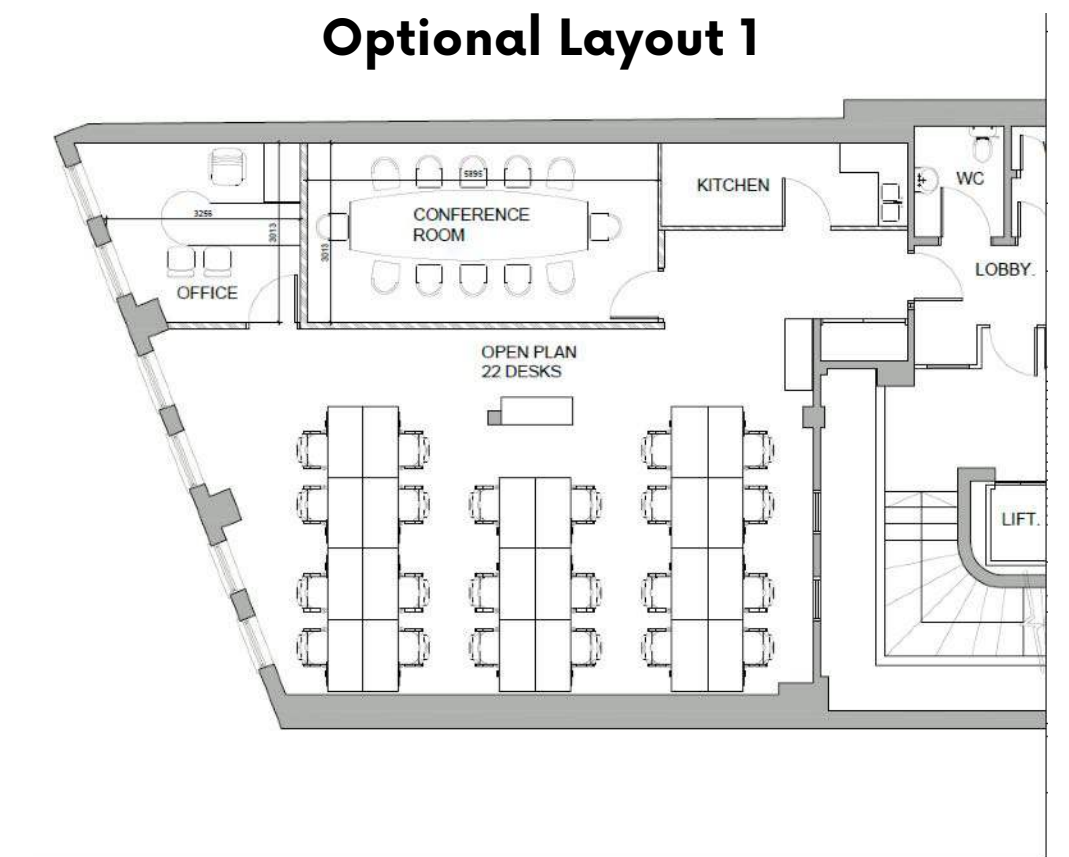 Optional Layout 1
WC
KITCHEN
5895
CONFERENCE
ROOM
3256
3013
3013
LOBBY.
OFFICE
OPEN PLAN
22 DESKS
LIFT.